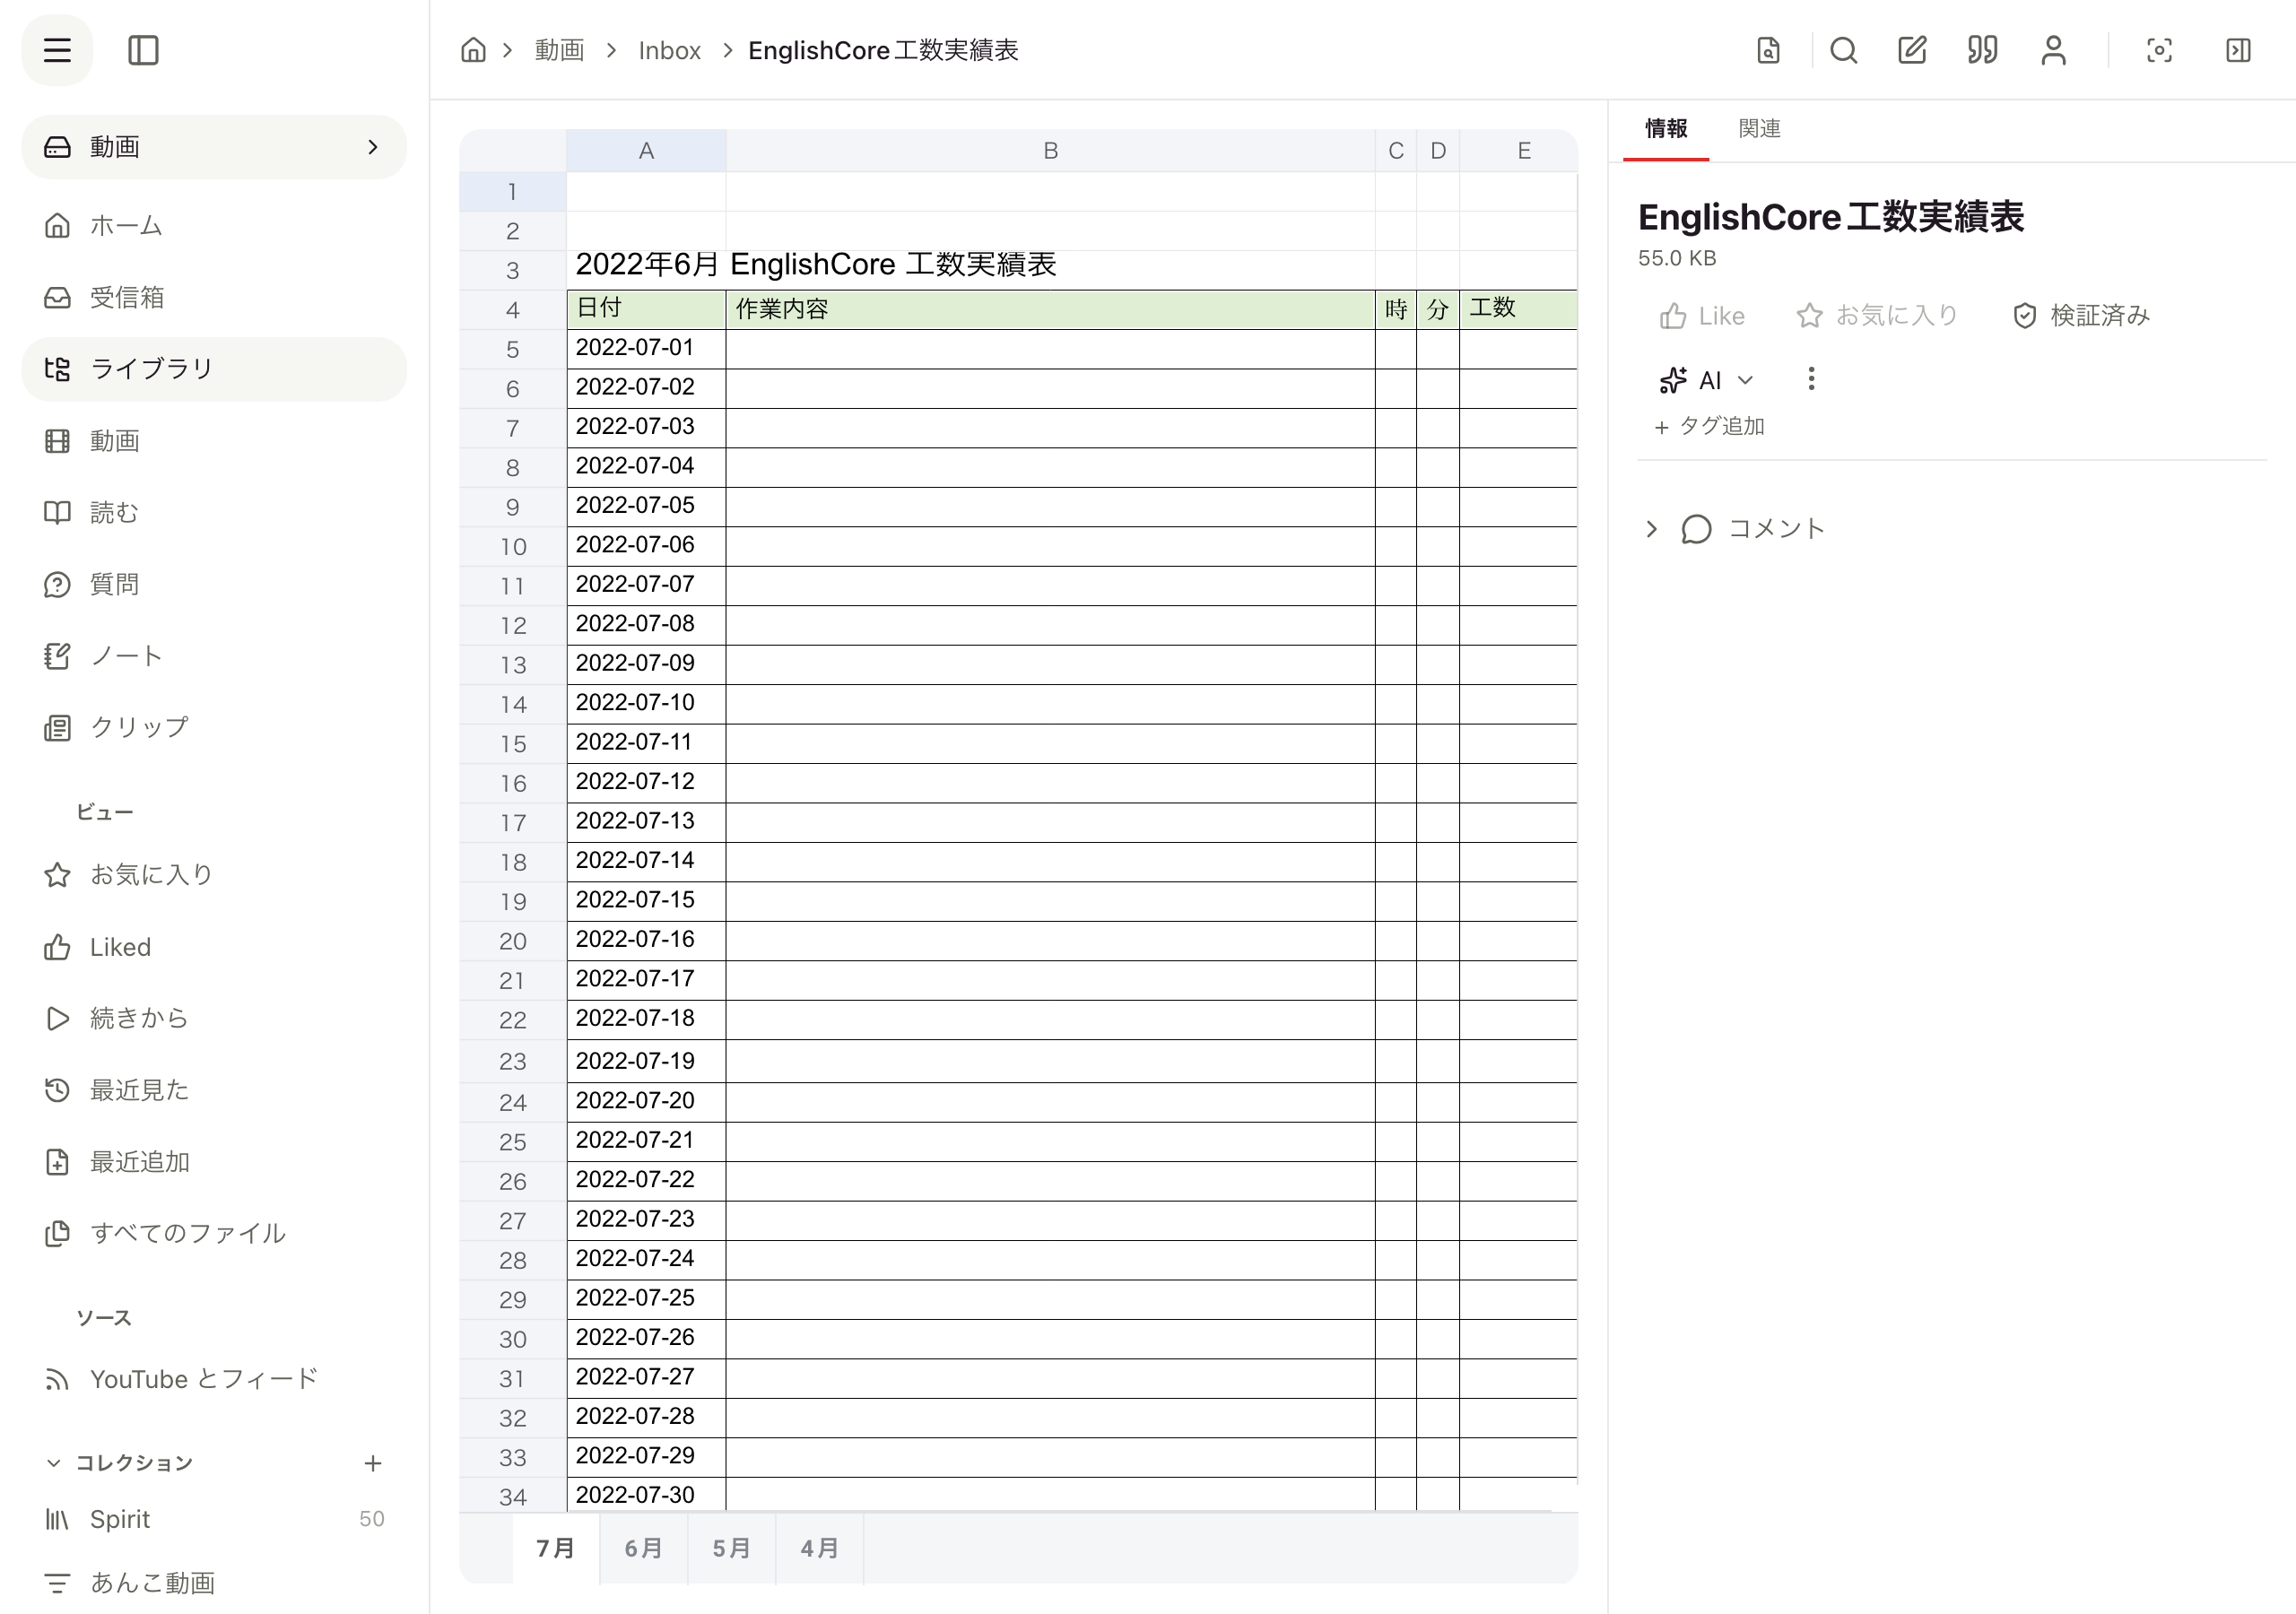 動画
ホーム
受信箱
ライブラリ
動画
読む
質問
ノート
クリップ
ビュー
お気に入り
Liked
続きから
最近見た
最近追加
すべてのファイル
ソース
YouTube とフィード
コレクション
Spirit 50
あんこ動画
動画 Inbox EnglishCore工数実績表
A B C D E
1
2
3 2022年6月 EnglishCore 工数実績表
4 日付 作業内容 時 分 工数
5 2022-07-01
6 2022-07-02
7 2022-07-03
8 2022-07-04
9 2022-07-05
10 2022-07-06
11 2022-07-07
12 2022-07-08
13 2022-07-09
14 2022-07-10
15 2022-07-11
16 2022-07-12
17 2022-07-13
18 2022-07-14
19 2022-07-15
20 2022-07-16
21 2022-07-17
22 2022-07-18
23 2022-07-19
24 2022-07-20
25 2022-07-21
26 2022-07-22
27 2022-07-23
28 2022-07-24
29 2022-07-25
30 2022-07-26
31 2022-07-27
32 2022-07-28
33 2022-07-29
34 2022-07-30
7月 6月 5月 4月
情報 関連
EnglishCore工数実績表
55.0 KB
Like お気に入り 検証済み
AI
+ タグ追加
コメント